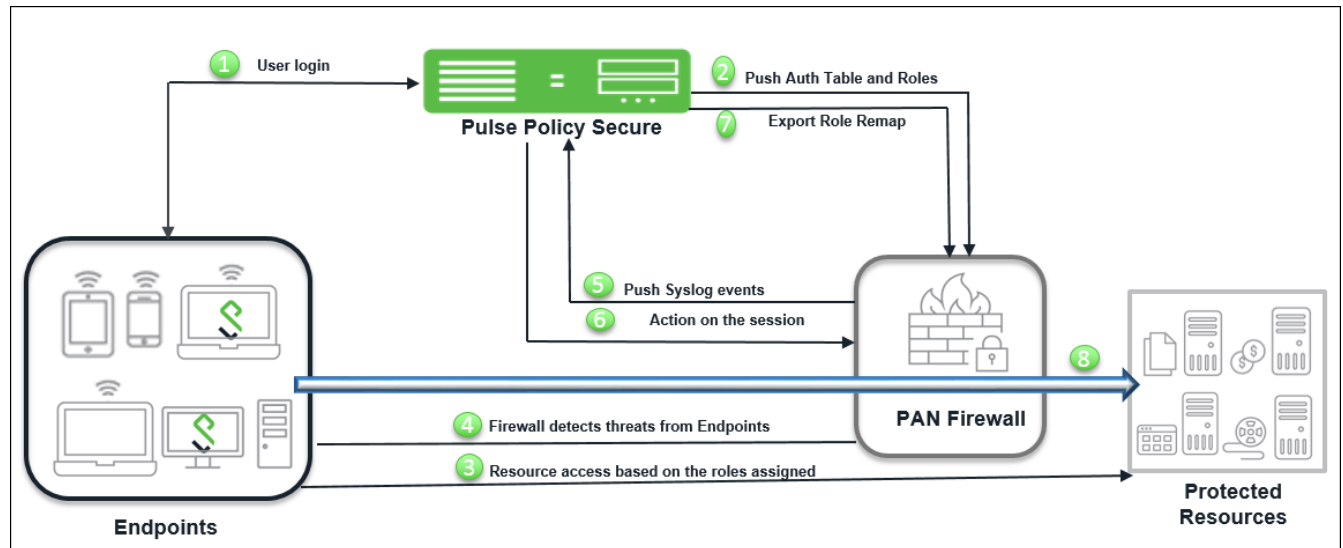 1 User login
2 Push Auth Table and Roles
Pulse Policy Secure
7 Export Role Remap
5 Push Syslog events
6 Action on the session
8
PAN Firewall
4 Firewall detects threats from Endpoints
3 Resource access based on the roles assigned
Endpoints
Protected
Resources